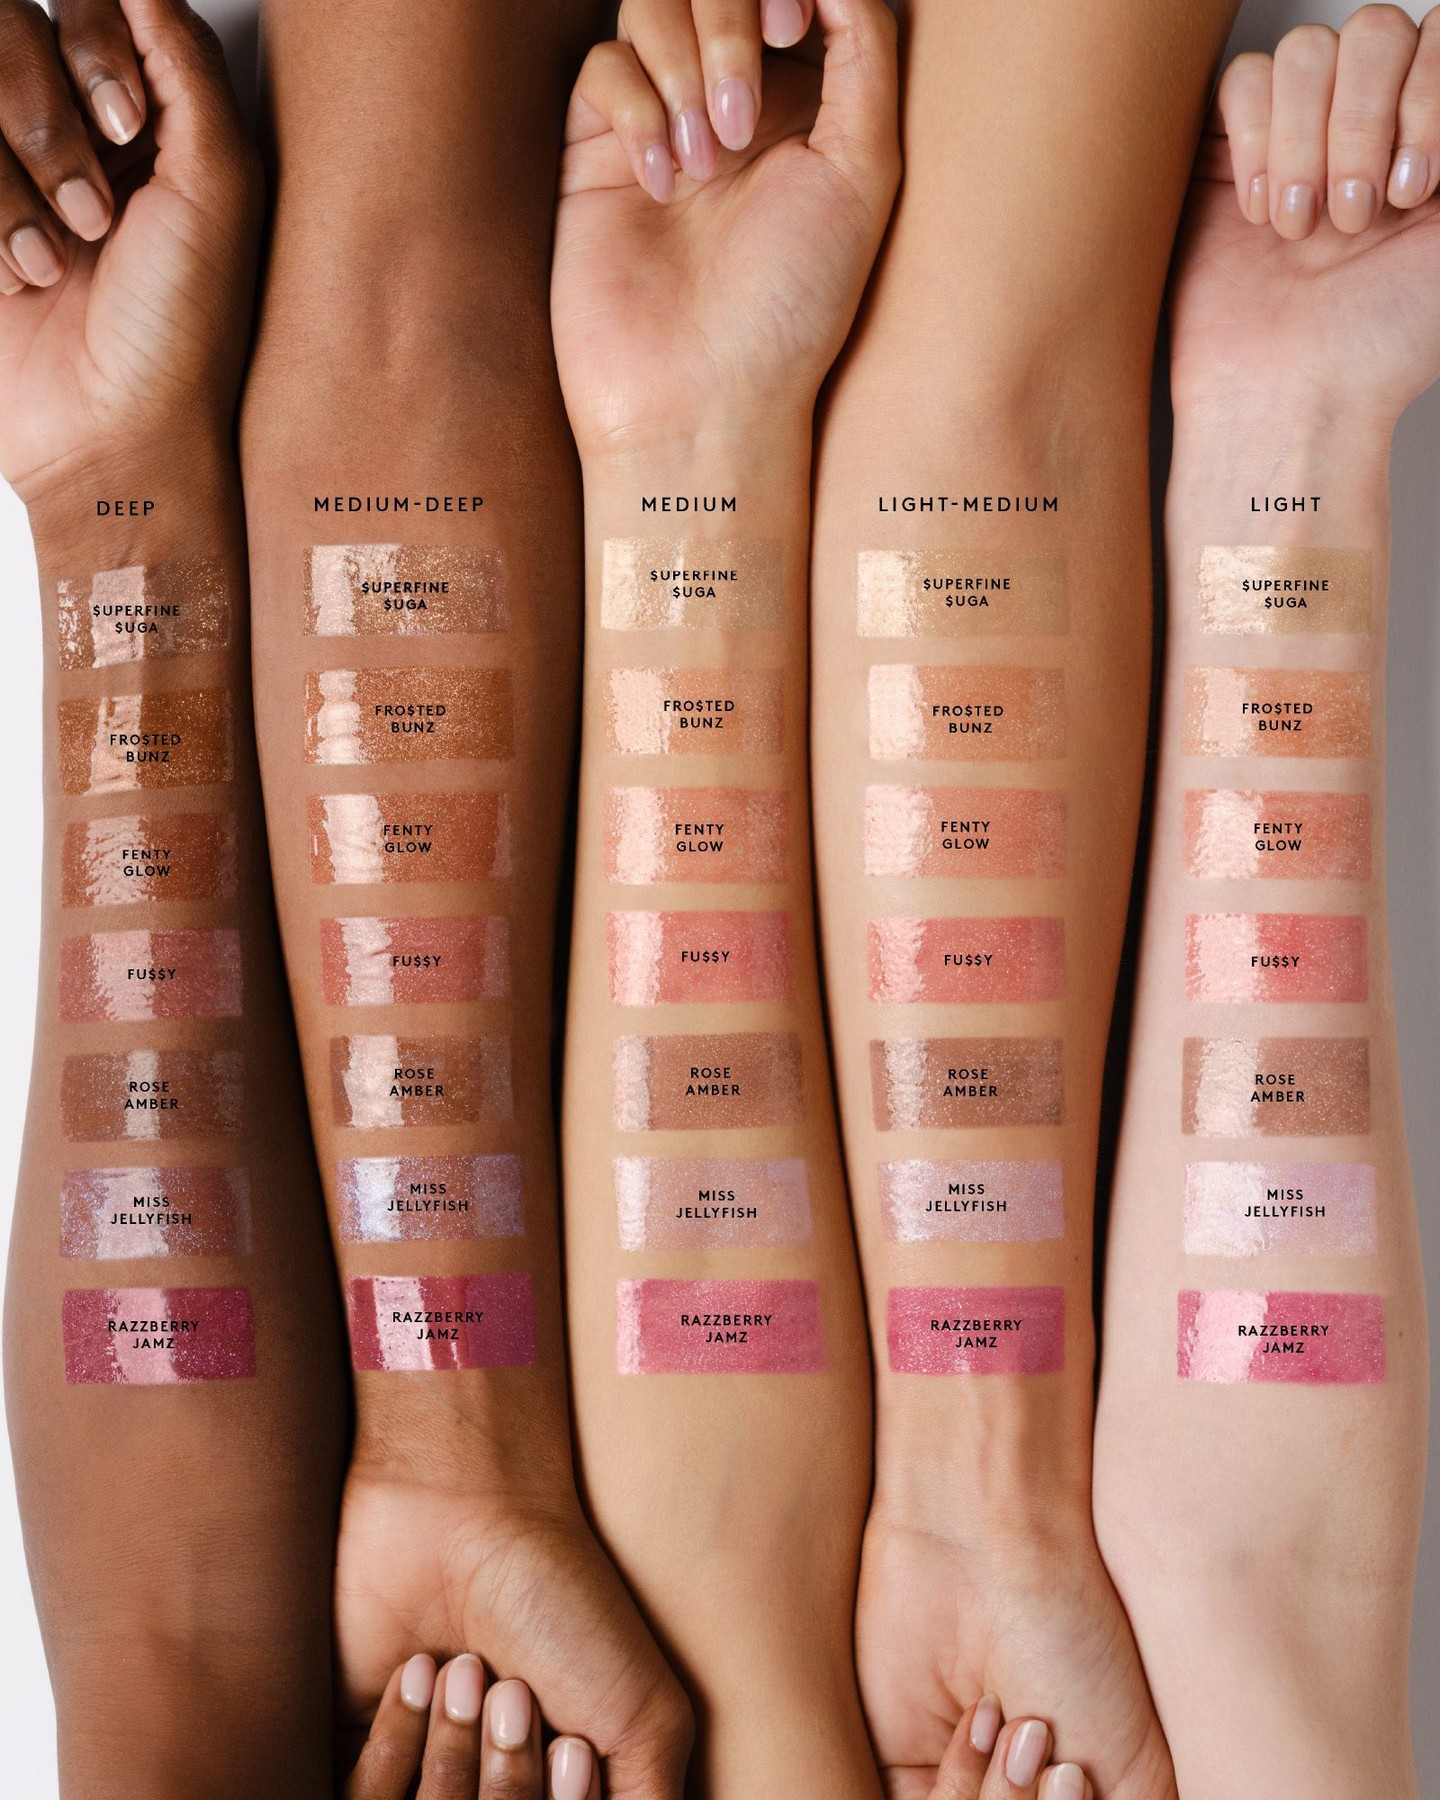 DEEP
MEDIUM-DEEP
MEDIUM
LIGHT-MEDIUM
LIGHT
$UPERFINE
$UGA
$UPERFINE
$UGA
$UPERFINE
$UGA
$UPERFINE
$UGA
$UPERFINE
$UGA
FRO$TED
BUNZ
FRO$TED
BUNZ
FRO$TED
BUNZ
FRO$TED
BUNZ
FRO$TED
BUNZ
FENTY
GLOW
FENTY
GLOW
FENTY
GLOW
FENTY
GLOW
FENTY
GLOW
FU$$Y
FU$$Y
FU$$Y
FU$$Y
FU$$Y
ROSE
AMBER
ROSE
AMBER
ROSE
AMBER
ROSE
AMBER
ROSE
AMBER
MISS
JELLYFISH
MISS
JELLYFISH
MISS
JELLYFISH
MISS
JELLYFISH
MISS
JELLYFISH
RAZZBERRY
JAMZ
RAZZBERRY
JAMZ
RAZZBERRY
JAMZ
RAZZBERRY
JAMZ
RAZZBERRY
JAMZ